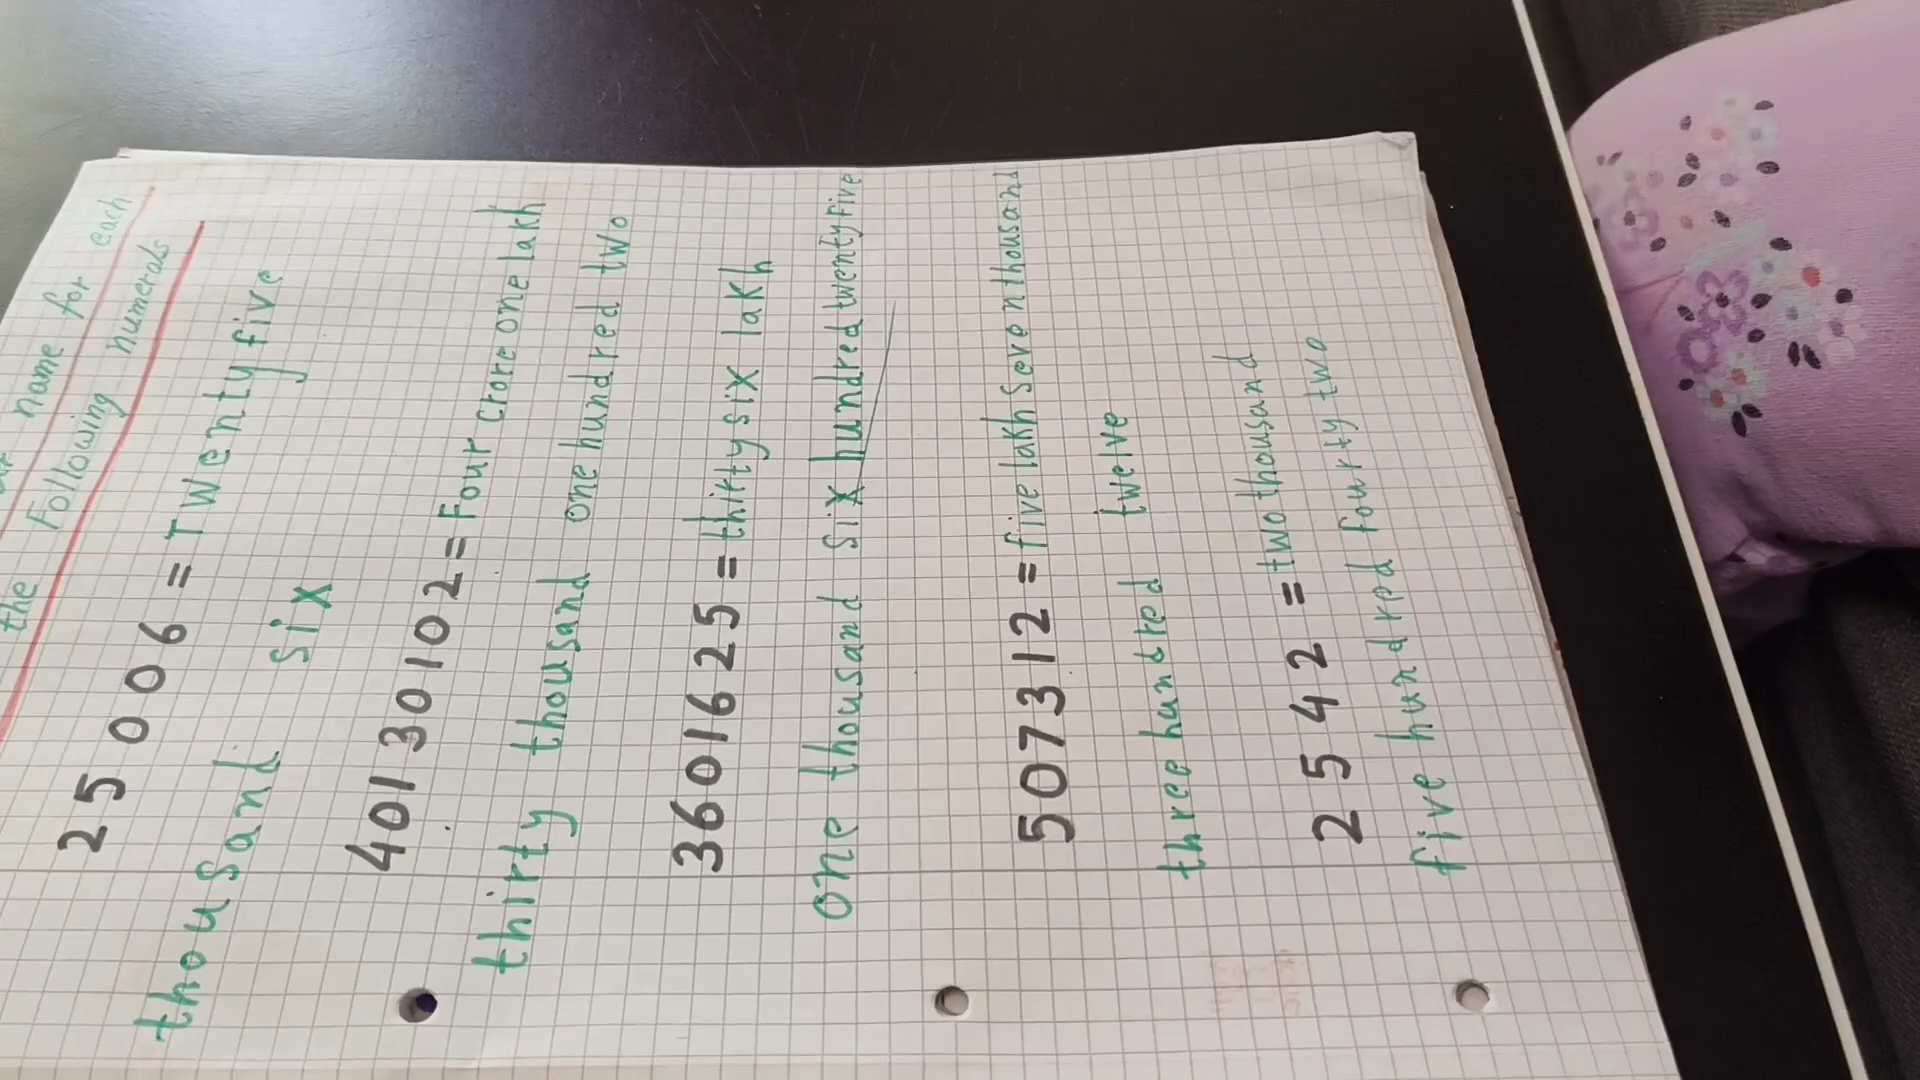 name for each
the Following numerals
25006 = TWenty five
thousand six
40130102 = Four crore one lakh
thirty thousand one hundred two
3601625 = thirty six lakh
one thousand six hundred twenty five
507312 = five lakh Seven thousand
three hundred twelve
2542 = two thousand
five hundred fourty two